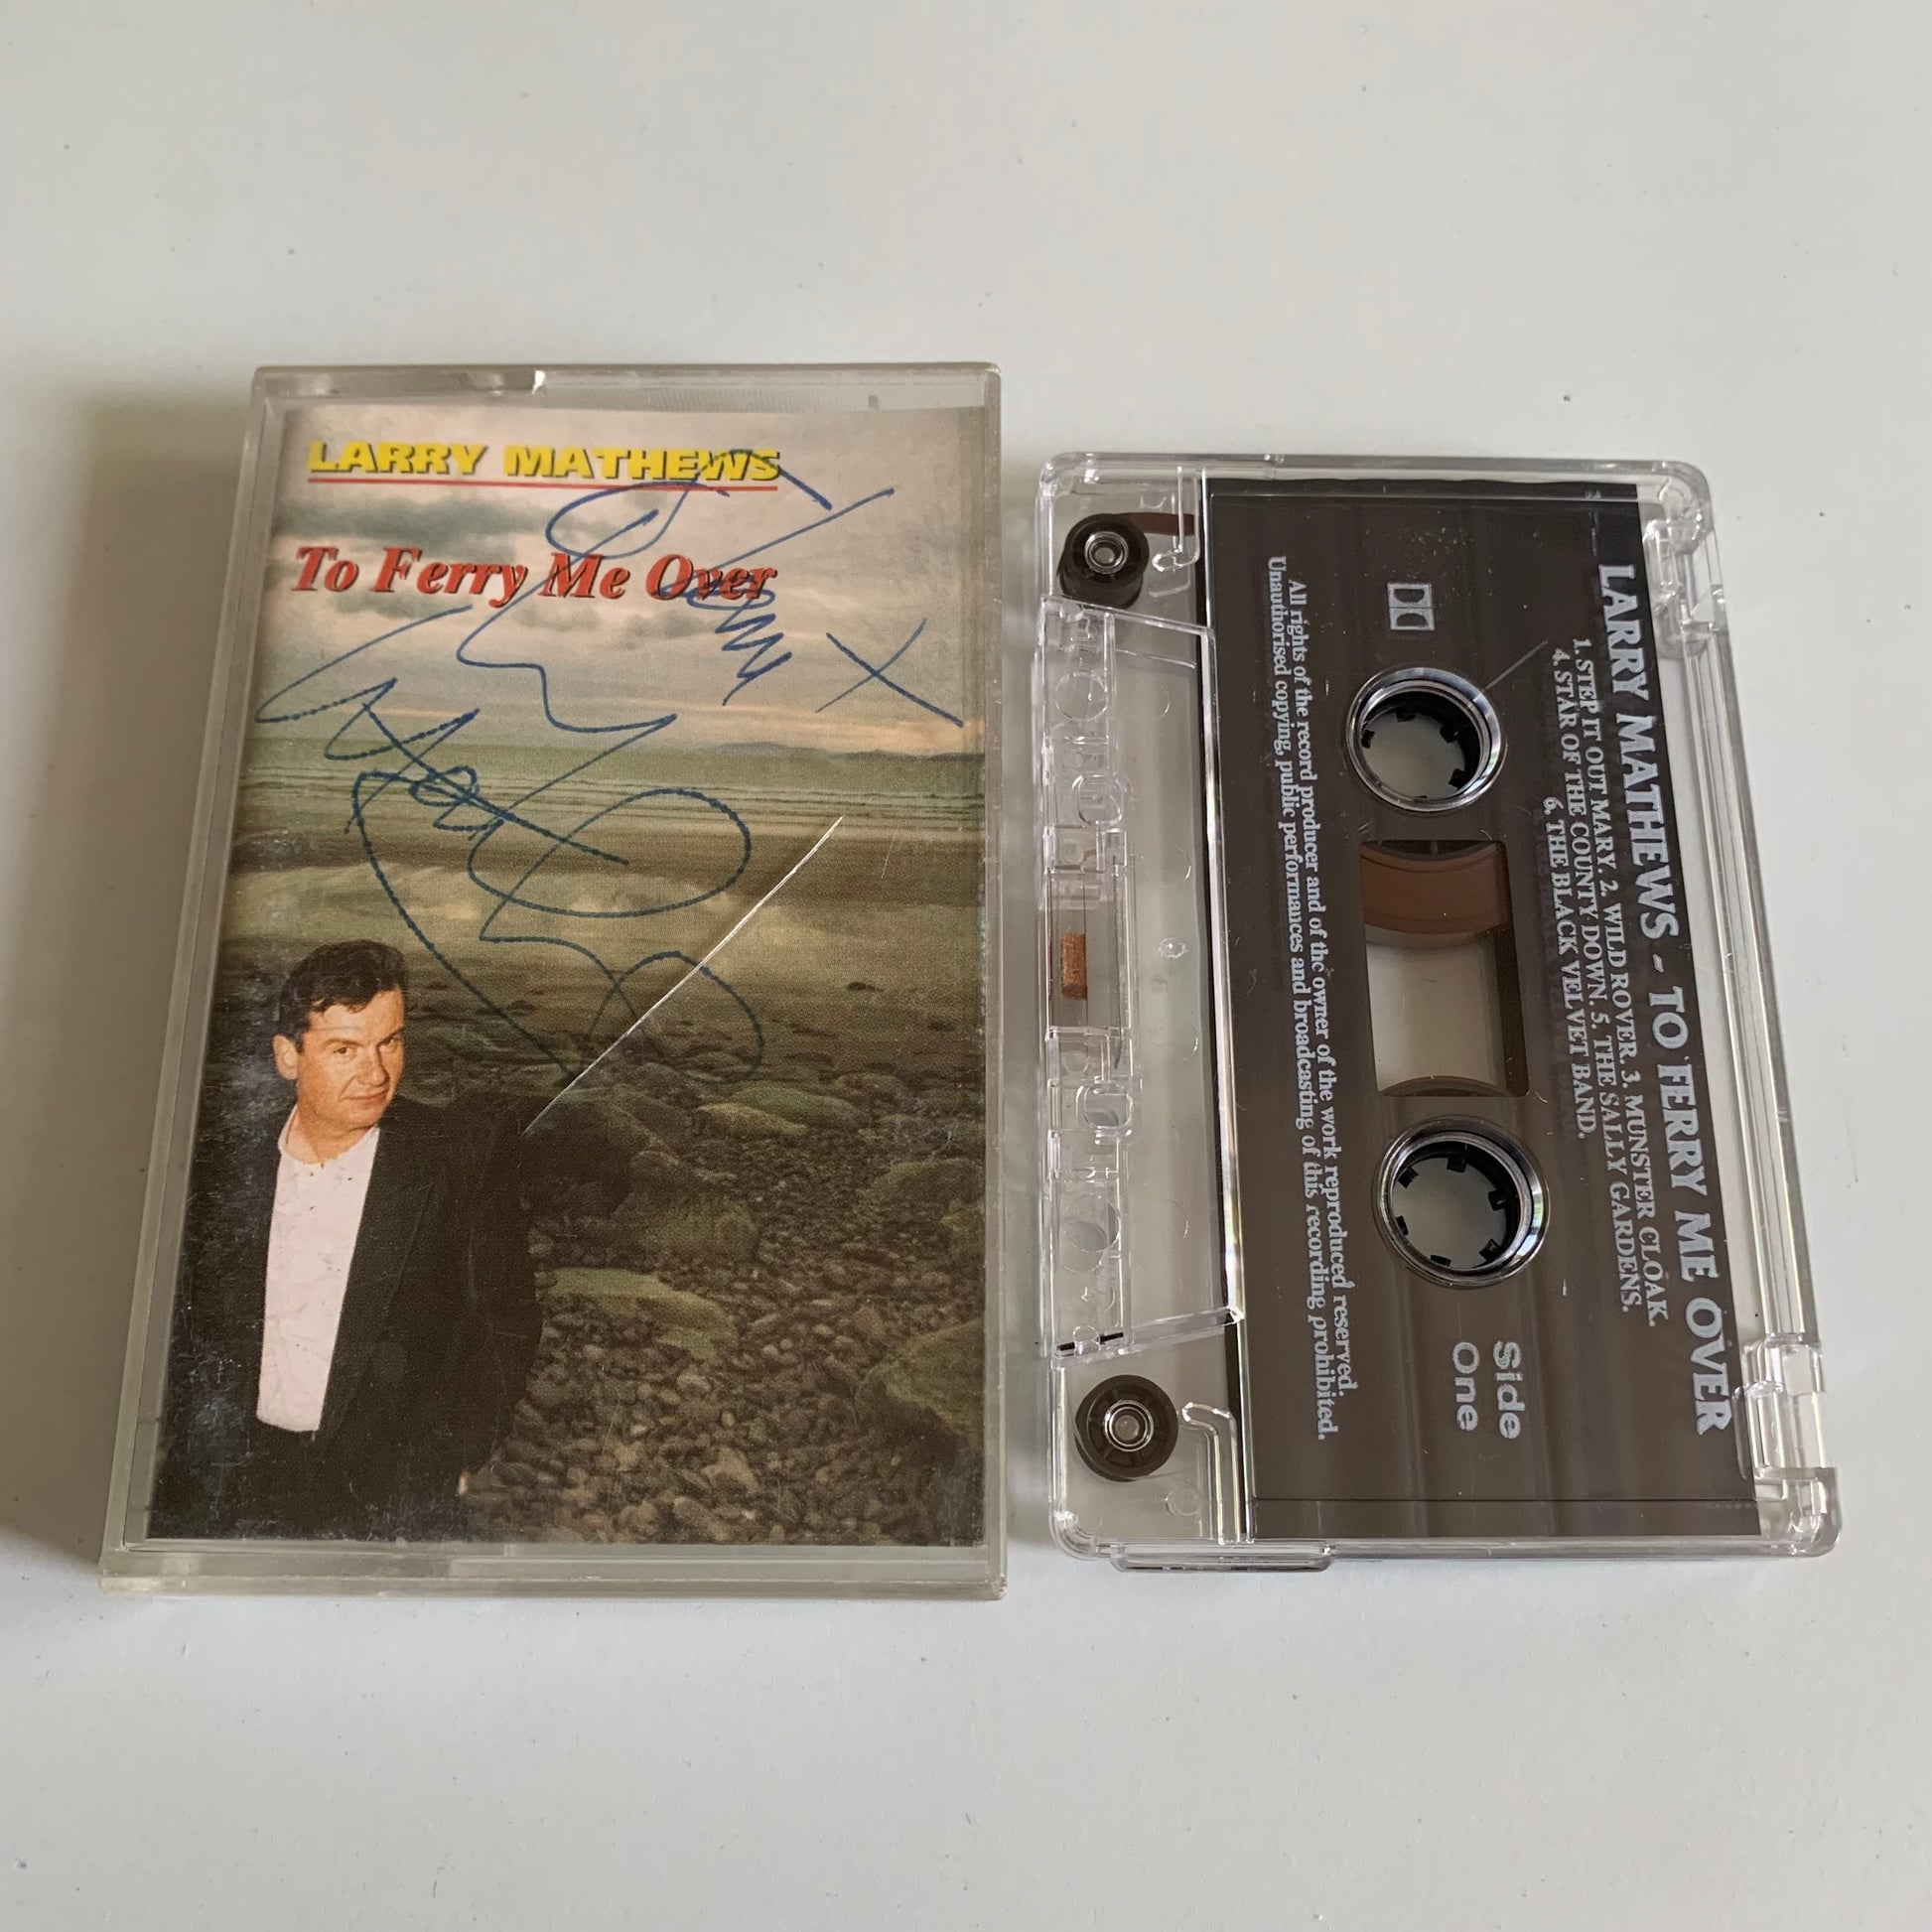 LARRY MATHEWS
To Ferry Me Over
LARRY MATHEWS - TO FERRY ME OVER
1. STEP IT OUT MARY. 2. WILD ROVER. 3. MUNSTER CLOAK.
4. STAR OF THE COUNTY DOWN. 5. THE SALLY GARDENS.
6. THE BLACK VELVET BAND.
Side
One
All rights of the record producer and of the owner of the work reproduced reserved.
Unauthorised copying, public performances and broadcasting of this recording prohibited.